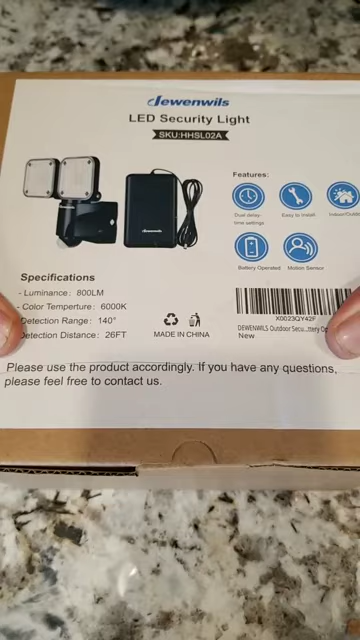 Dewenwils
LED Security Light
SKU:HHSL02A
Features:
Dual delay-
time settings
Easy to Install
Indoor/Outdo
Battery Operated
Motion Sensor
Specifications
- Luminance: 800LM
- Color Temperture: 6000K
Detection Range: 140°
Detection Distance: 26FT
MADE IN CHINA
X0023QY42F
DEWENWILS Outdoor Secu...ttery Op
New
Please use the product accordingly. If you have any questions,
please feel free to contact us.